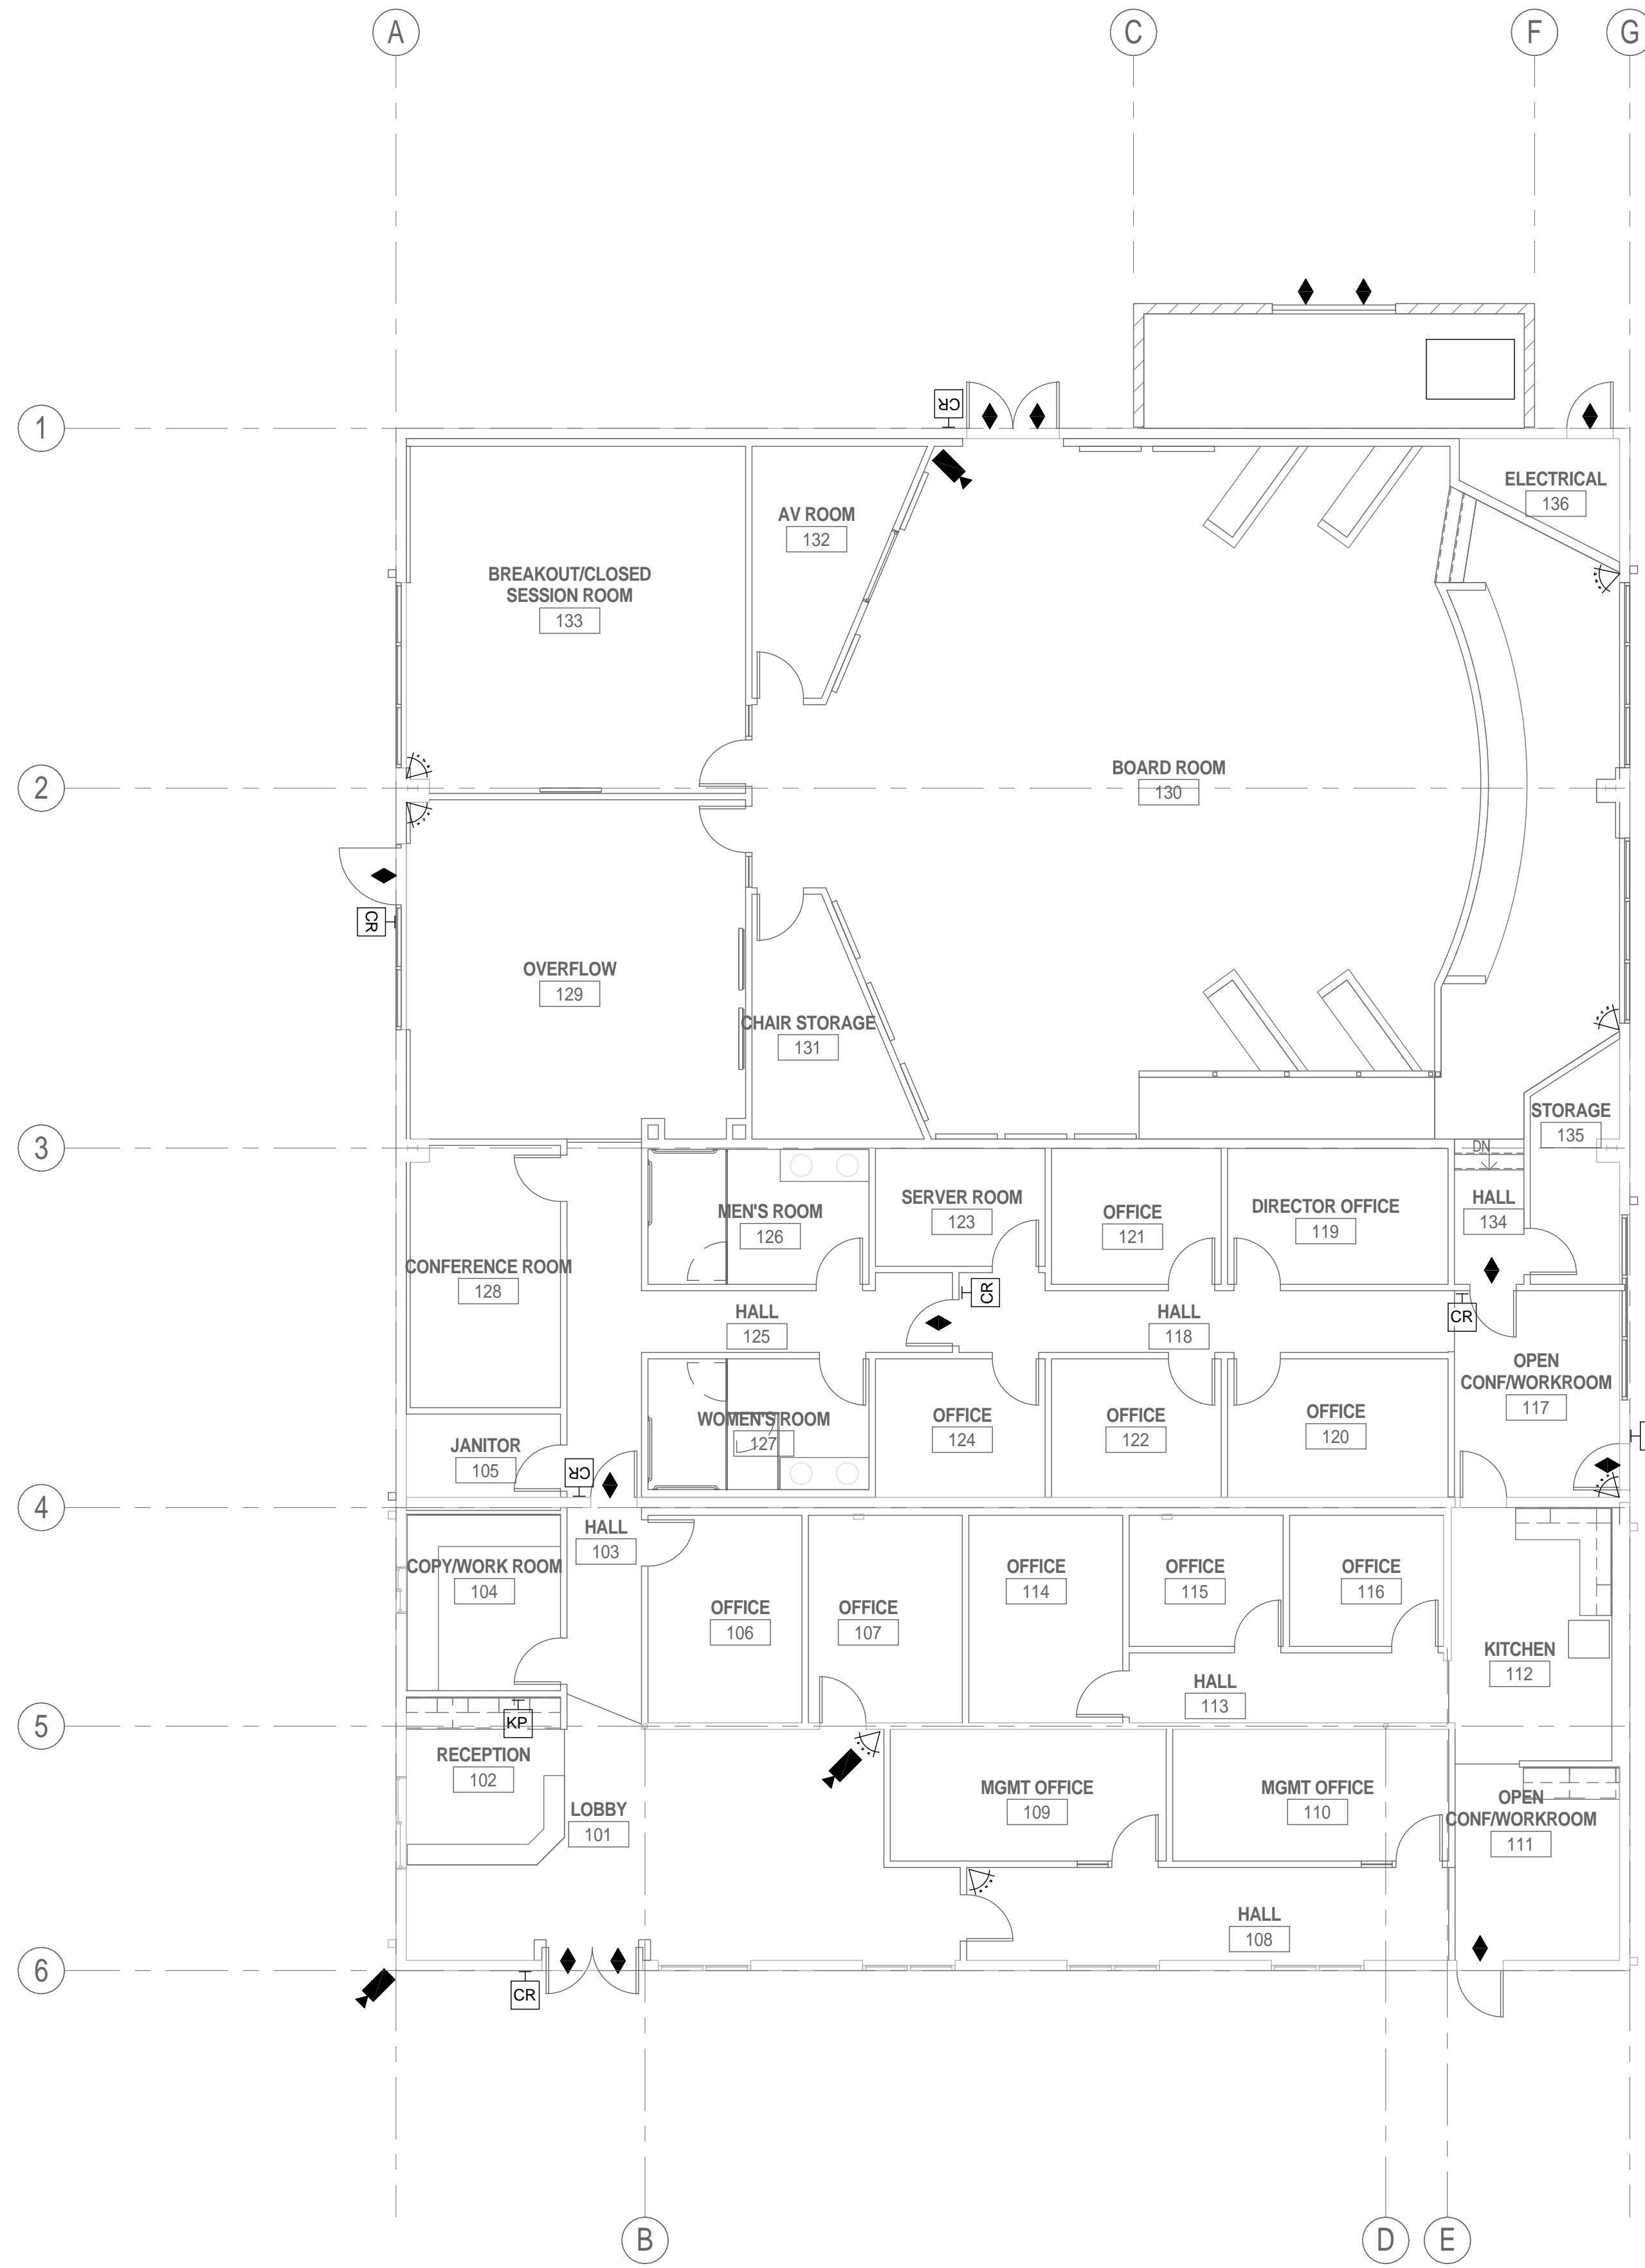 A
C
F
G
1
CR
ELECTRICAL
136
AV ROOM
132
BREAKOUT/CLOSED
SESSION ROOM
133
2
BOARD ROOM
130
CR
OVERFLOW
129
CHAIR STORAGE
131
STORAGE
135
3
DN
MEN'S ROOM
126
SERVER ROOM
123
OFFICE
121
DIRECTOR OFFICE
119
HALL
134
CONFERENCE ROOM
128
CR
CR
HALL
125
HALL
118
OPEN
CONF/WORKROOM
117
WOMEN'S ROOM
127
OFFICE
124
OFFICE
122
OFFICE
120
JANITOR
105
CR
4
HALL
103
COPY/WORK ROOM
104
OFFICE
106
OFFICE
107
OFFICE
114
OFFICE
115
OFFICE
116
KITCHEN
112
HALL
113
KP
5
RECEPTION
102
LOBBY
101
MGMT OFFICE
109
MGMT OFFICE
110
OPEN
CONF/WORKROOM
111
HALL
108
6
CR
B
D
E